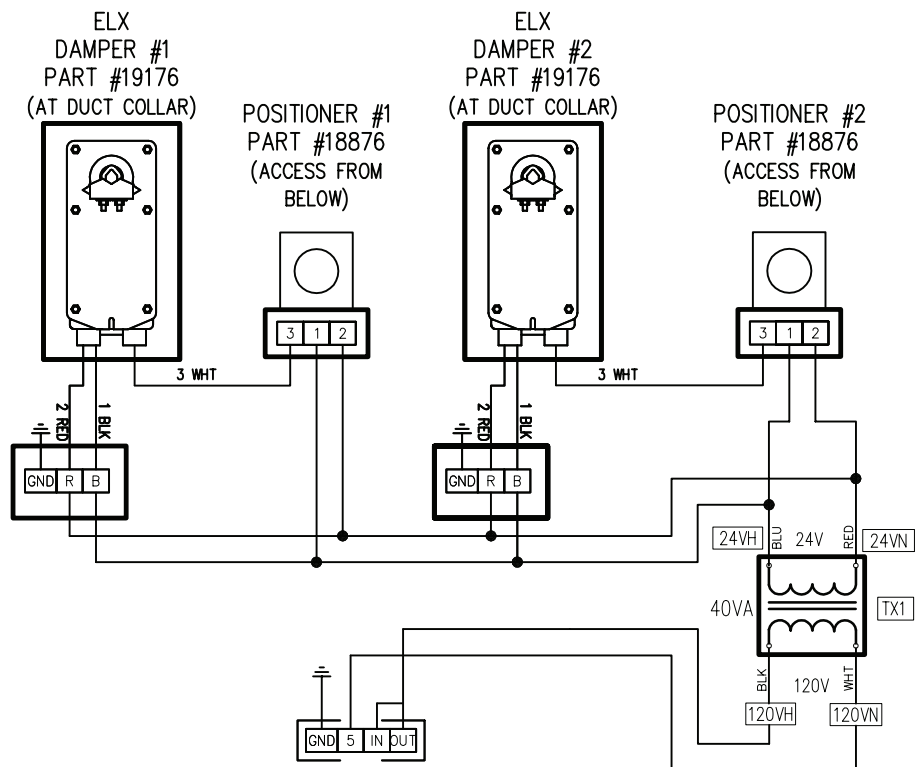 ELX
DAMPER #1
PART #19176
(AT DUCT COLLAR)
POSITIONER #1
PART #18876
(ACCESS FROM
BELOW)
ELX
DAMPER #2
PART #19176
(AT DUCT COLLAR)
POSITIONER #2
PART #18876
(ACCESS FROM
BELOW)
3 1 2
3 1 2
3 WHT
3 WHT
2 RED
1 BLK
2 RED
1 BLK
GND R B
GND R B
24VH
BLU
24V
RED
24VN
40VA
TX1
BLK
120V
WHT
120VH
120VN
GND 5 IN OUT